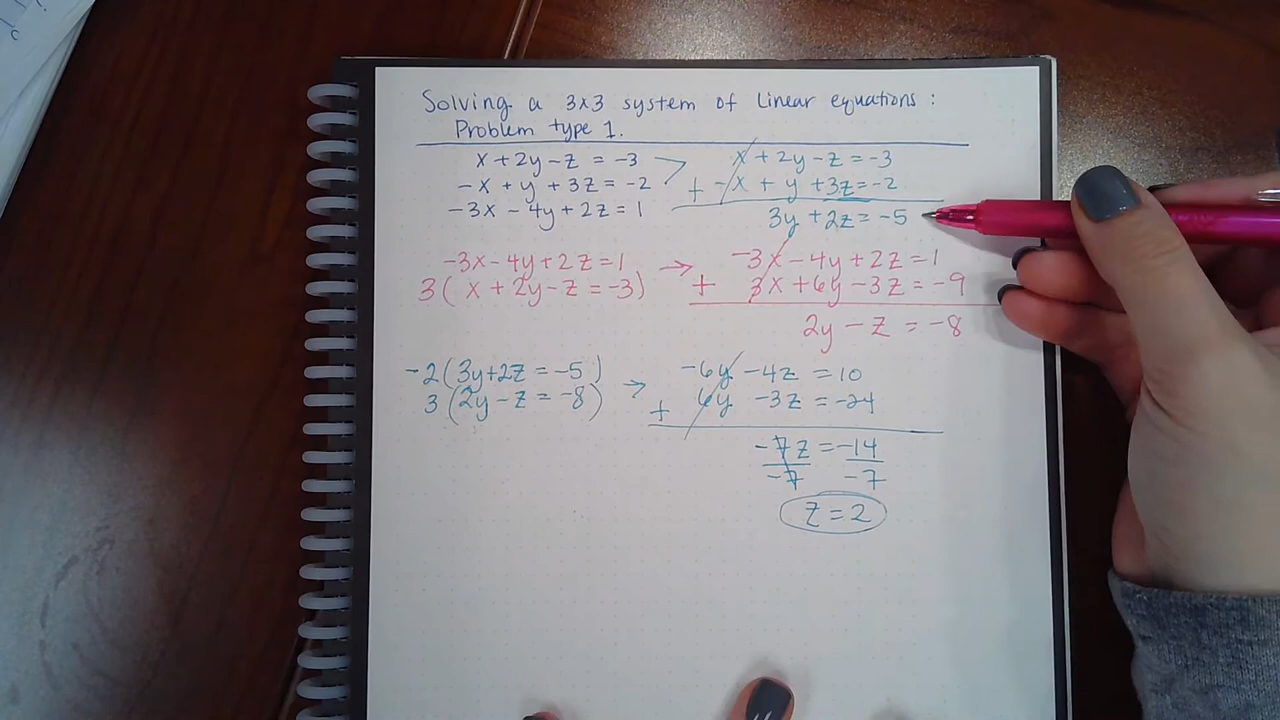 Solving a 3x3 system of Linear equations :
Problem type 1.
x + 2y - z = -3
-x + y + 3z = -2
-3x - 4y + 2z = 1
x + 2y - z = -3
+ -x + y + 3z = -2
3y + 2z = -5
-3x - 4y + 2z = 1
3( x + 2y - z = -3)
→ -3x - 4y + 2z = 1
+ 3x + 6y - 3z = -9
2y - z = -8
-2(3y+2z = -5)
3(2y - z = -8)
→ -6y - 4z = 10
+ 6y - 3z = -24
-7z = -14
-7 -7
z = 2